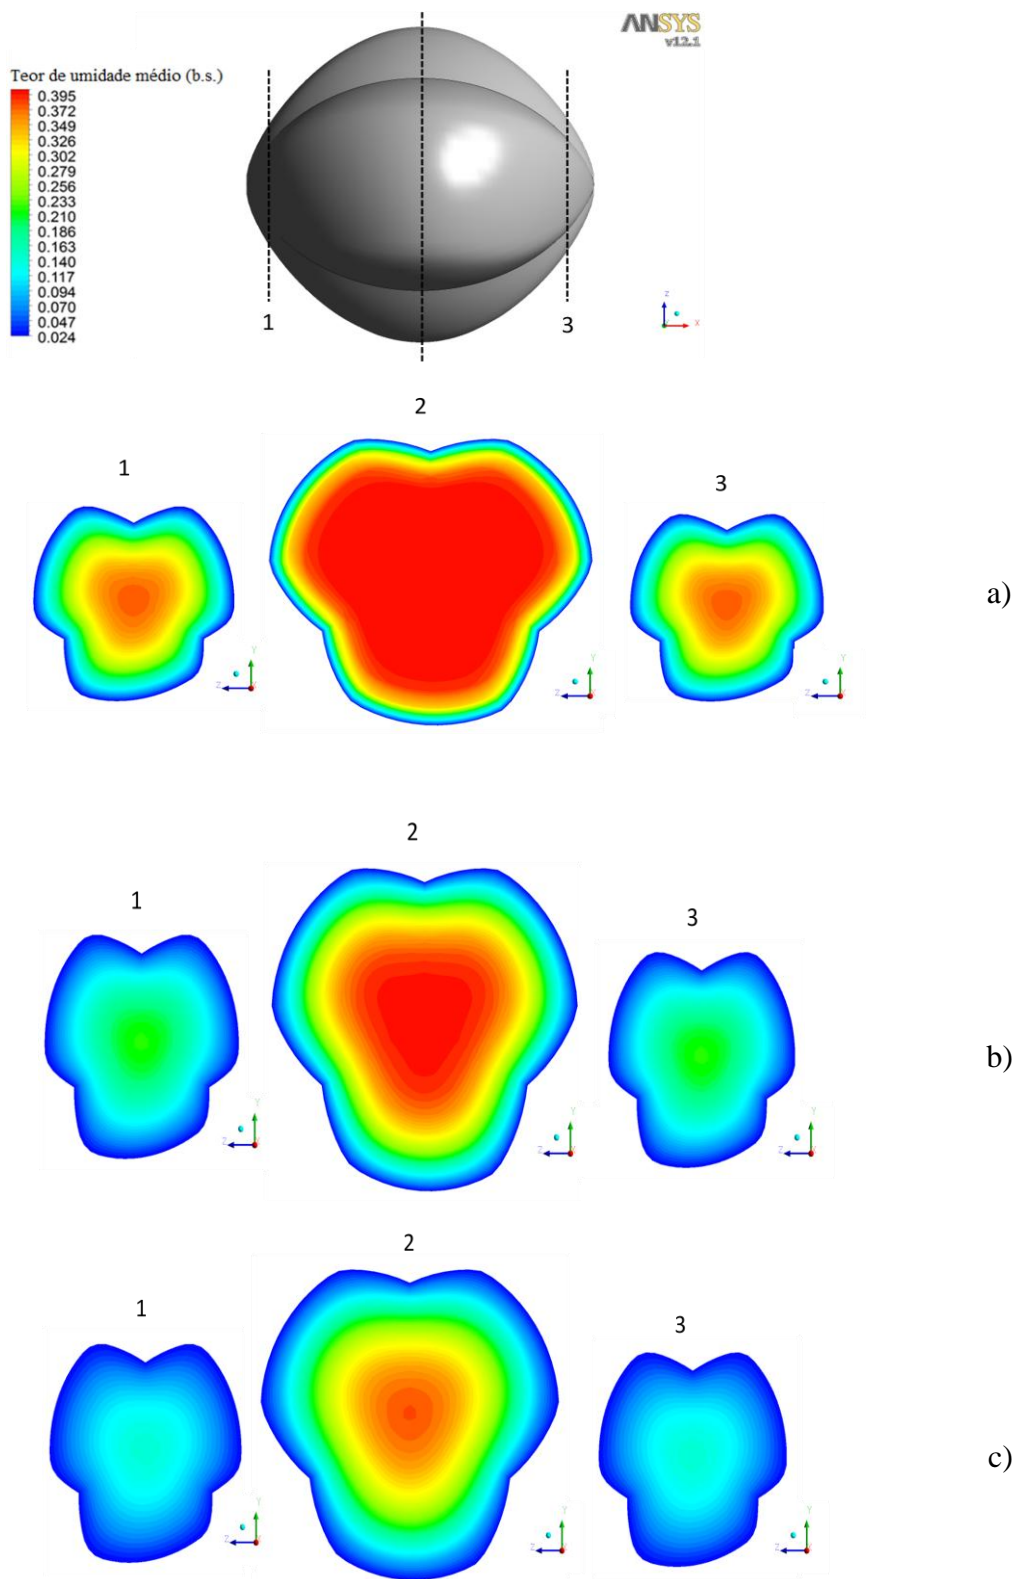 ANSYS
v12.1
Teor de umidade médio (b.s.)
0.395
0.372
0.349
0.326
0.302
0.279
0.256
0.233
0.210
0.186
0.163
0.140
0.117
0.094
0.070
0.047
0.024
1
3
z
x
2
1
3
a)
Y
Z
Y
Z
Y
Z
2
1
3
b)
Y
Z
Y
Z
Y
Z
2
1
3
c)
Y
Z
Y
Z
Y
Z